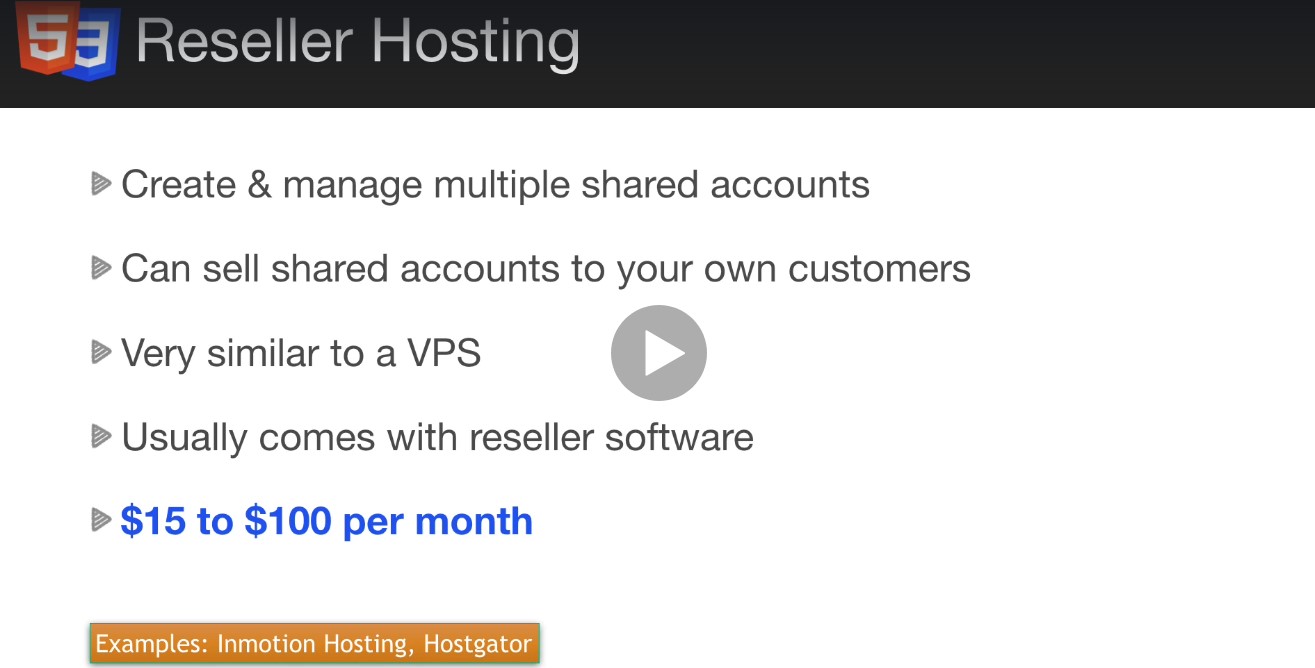 53 Reseller Hosting
Create & manage multiple shared accounts
Can sell shared accounts to your own customers
Very similar to a VPS
Usually comes with reseller software
$15 to $100 per month
Examples: Inmotion Hosting, Hostgator